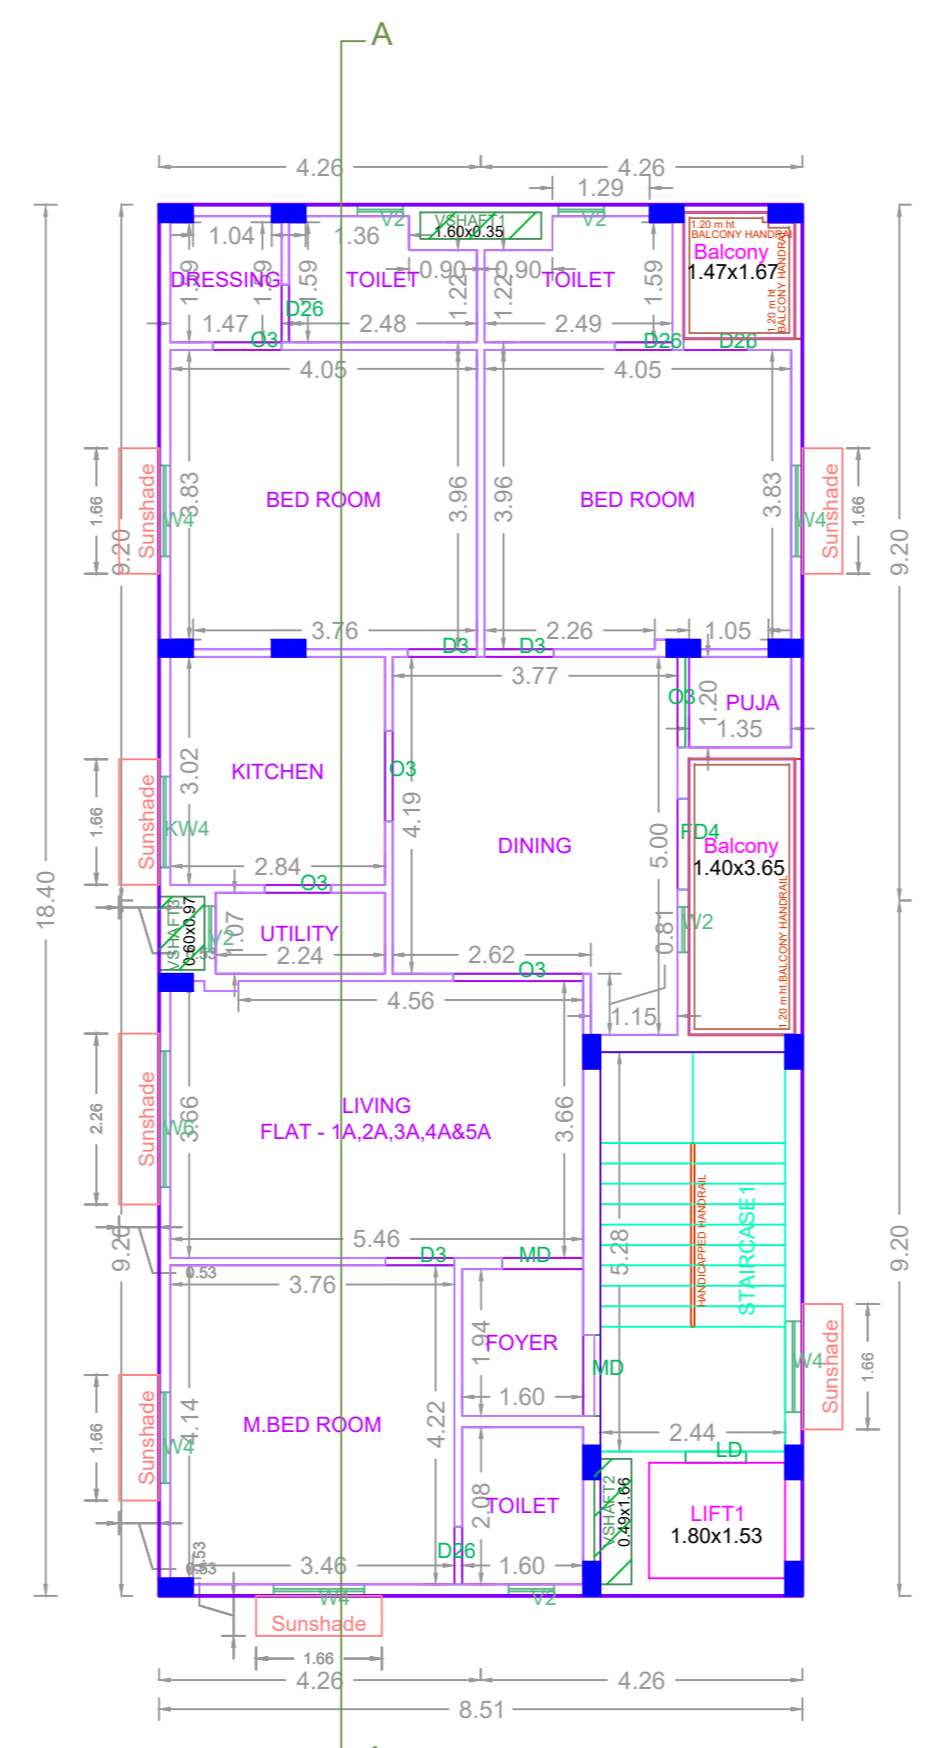 A
4.26
4.26
1.29
V2
VSHAFT1
1.60x0.35
V2
1.20 m ht
BALCONY HANDRAIL
1.04
1.36
Balcony
1.47x1.67
1.20 m ht
BALCONY HANDRAIL
0.90
0.90
DRESSING
TOILET
TOILET
1.59
1.59
1.59
1.22
1.22
1.59
D26
1.47
2.48
2.49
O3
D26
D26
4.05
4.05
Sunshade
1.66
W4
3.83
BED ROOM
3.96
3.96
BED ROOM
3.83
W4
Sunshade
1.66
9.20
9.20
3.76
2.26
1.05
D3
D3
3.77
O3
1.20
PUJA
1.35
Sunshade
1.66
KW4
3.02
KITCHEN
O3
4.19
DINING
5.00
FD4
Balcony
1.40x3.65
1.20 m ht.BALCONY HANDRAIL
18.40
2.84
O3
VSHAFT3
0.60x0.97
V2
1.07
0.53
UTILITY
2.24
2.62
0.81
W2
O3
4.56
1.15
Sunshade
2.26
W6
3.66
LIVING
FLAT - 1A,2A,3A,4A&5A
3.66
5.28
HANDICAPPED HANDRAIL
STAIRCASE1
9.20
9.20
5.46
0.53
D3
MD
3.76
1.94
FOYER
MD
1.60
W4
Sunshade
1.66
Sunshade
1.66
W4
4.14
M.BED ROOM
4.22
2.44
LD
2.08
TOILET
VSHAFT2
0.49x1.66
LIFT1
1.80x1.53
D26
0.53
0.53
3.46
1.60
W4
V2
Sunshade
1.66
4.26
4.26
8.51